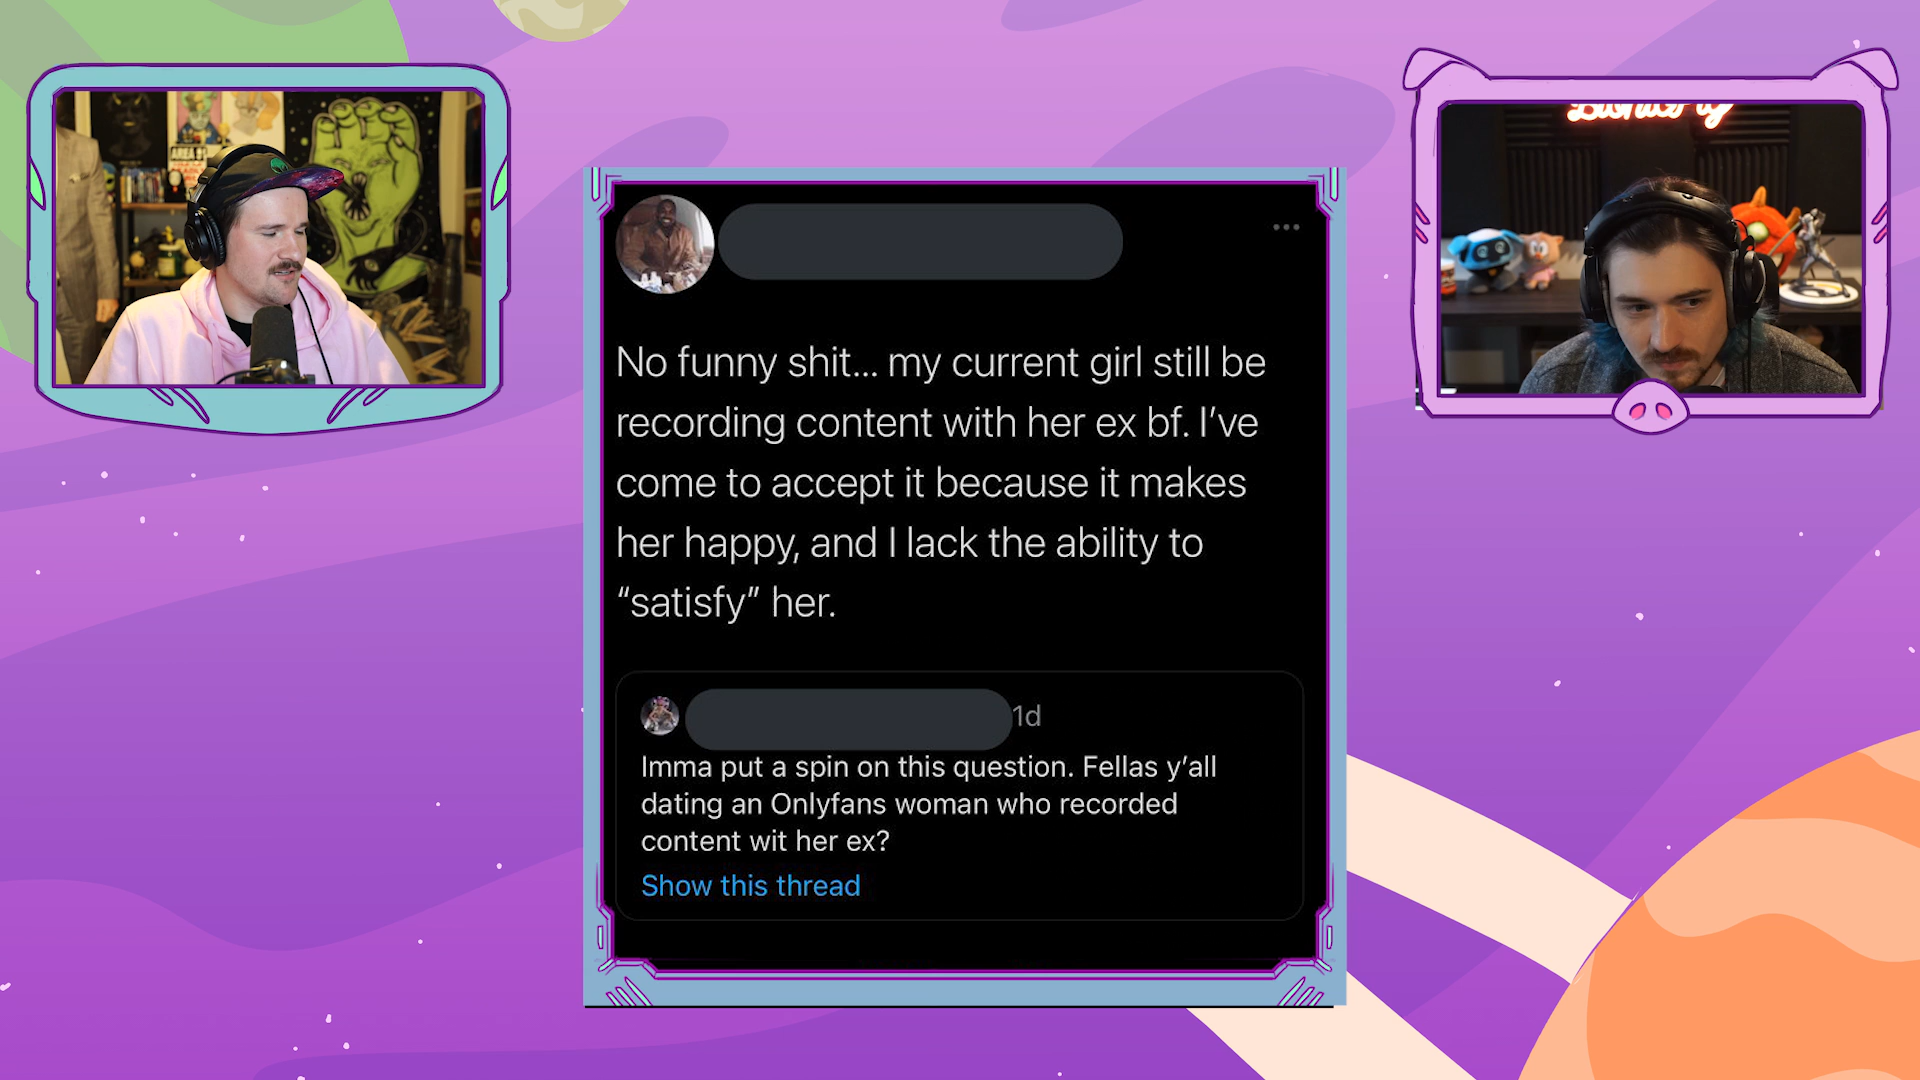 No funny shit... my current girl still be
recording content with her ex bf. I've
come to accept it because it makes
her happy, and I lack the ability to
“satisfy” her.
1d
Imma put a spin on this question. Fellas y'all
dating an Onlyfans woman who recorded
content wit her ex?
Show this thread
AREA 51